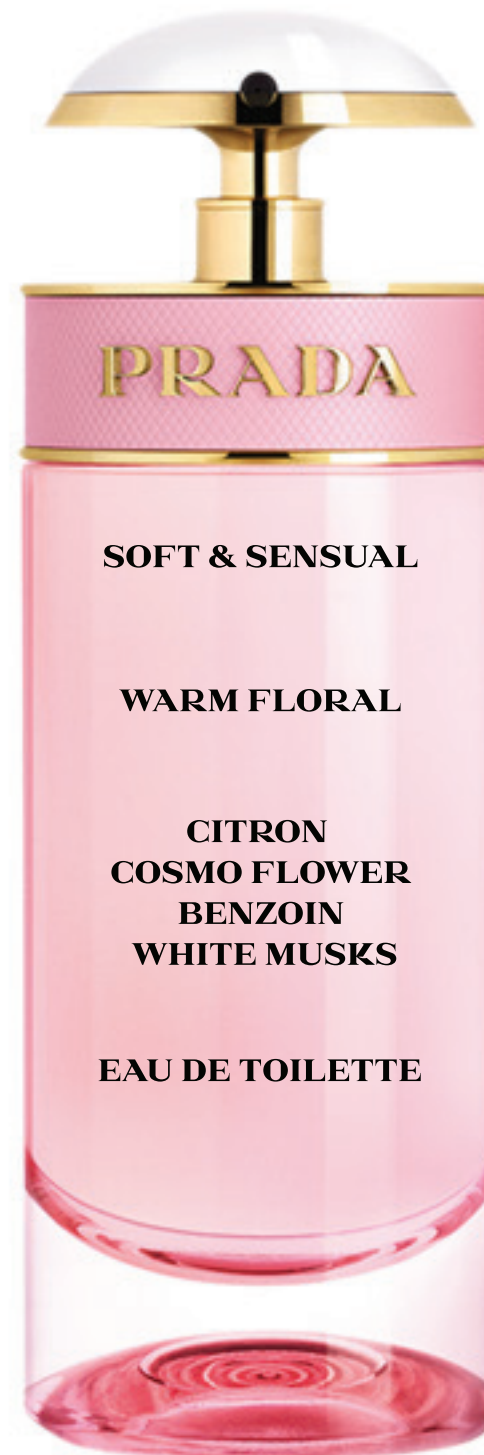 PRADA
SOFT & SENSUAL
WARM FLORAL
CITRON
COSMO FLOWER
BENZOIN
WHITE MUSKS
EAU DE TOILETTE